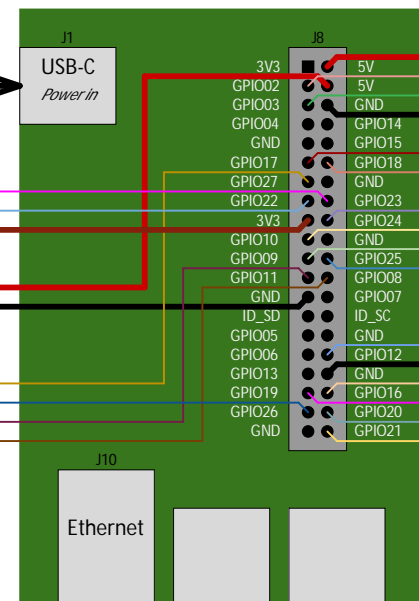 J1
USB-C
Power in
J8
3V3 5V
GPIO02 5V
GPIO03 GND
GPIO04 GPIO14
GND GPIO15
GPIO17 GPIO18
GPIO27 GND
GPIO22 GPIO23
3V3 GPIO24
GPIO10 GND
GPIO09 GPIO25
GPIO11 GPIO08
GND GPIO07
ID_SD ID_SC
GPIO05 GND
GPIO06 GPIO12
GPIO13 GND
GPIO19 GPIO16
GPIO26 GPIO20
GND GPIO21
J10
Ethernet